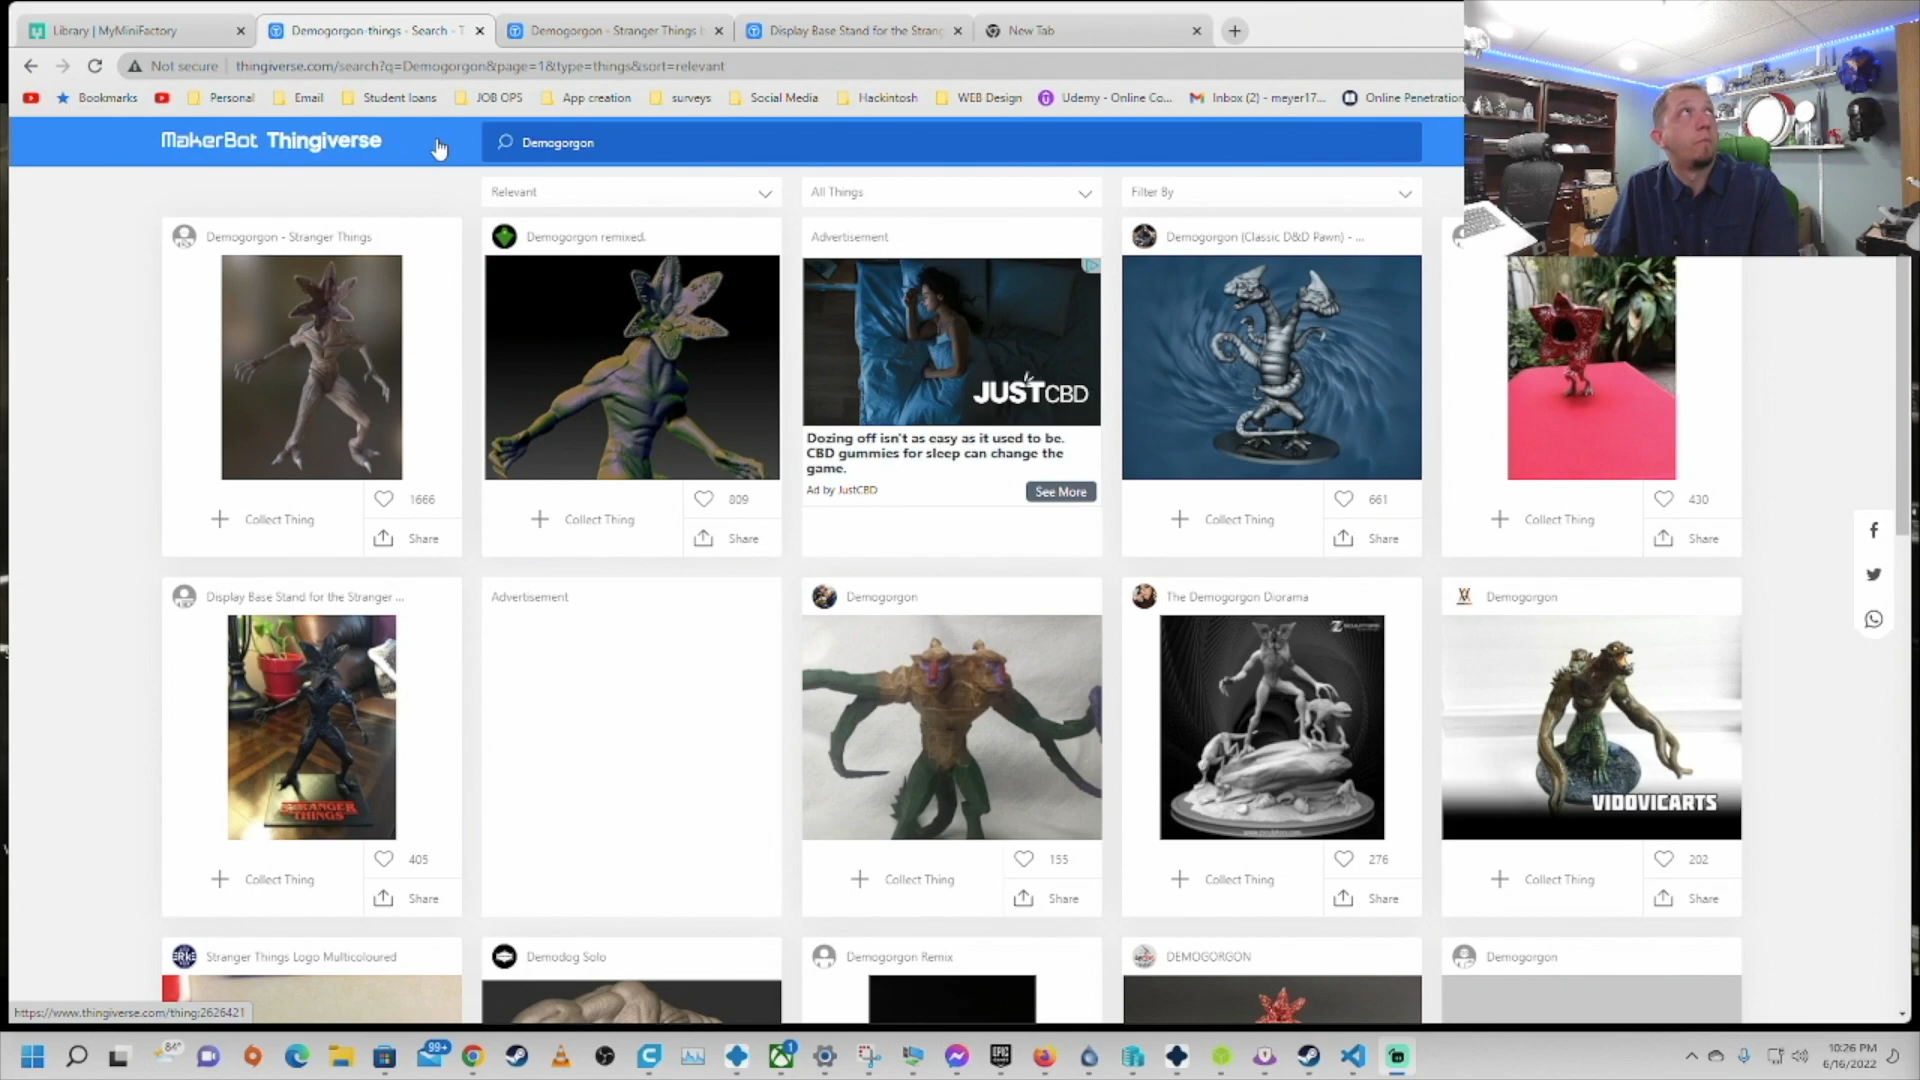 Library | MyMiniFactory
Demogorgon-things - Search - T
Demogorgon - Stranger Things b
Display Base Stand for the Strang
New Tab
Not secure
thingiverse.com/search?q=Demogorgon&page=1&type=things&sort=relevant
Bookmarks
Personal
Email
Student loans
JOB OPS
App creation
surveys
Social Media
Hackintosh
WEB Design
Udemy - Online Co...
Inbox (2) - meyer17...
Online Penetration
MakerBot Thingiverse
Demogorgon
Relevant
All Things
Filter By
Demogorgon - Stranger Things
Demogorgon remixed.
Advertisement
Demogorgon (Classic D&D Pawn) - ...
JUSTCBD
Dozing off isn't as easy as it used to be.
CBD gummies for sleep can change the
game.
Ad by JustCBD
See More
Collect Thing
1666
Share
Collect Thing
809
Share
Collect Thing
661
Share
Collect Thing
430
Share
Display Base Stand for the Stranger ...
Advertisement
Demogorgon
The Demogorgon Diorama
Demogorgon
STRANGER
THINGS
VIDOVICARTS
Collect Thing
405
Share
Collect Thing
155
Share
Collect Thing
276
Share
Collect Thing
202
Share
Stranger Things Logo Multicoloured
Demodog Solo
Demogorgon Remix
DEMOGORGON
Demogorgon
https://www.thingiverse.com/thing:2626421
84°
99+
1
EPIC
10:26 PM
6/16/2022